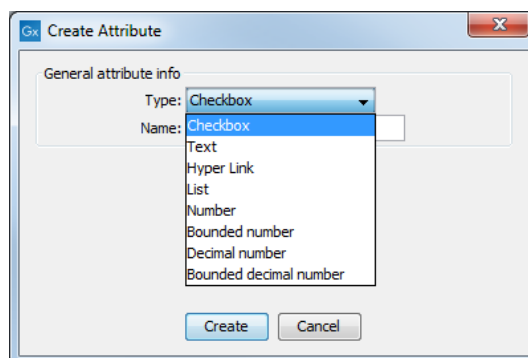 Gx Create Attribute
General attribute info
Type: Checkbox
Name: Checkbox
Text
Hyper Link
List
Number
Bounded number
Decimal number
Bounded decimal number
Create Cancel